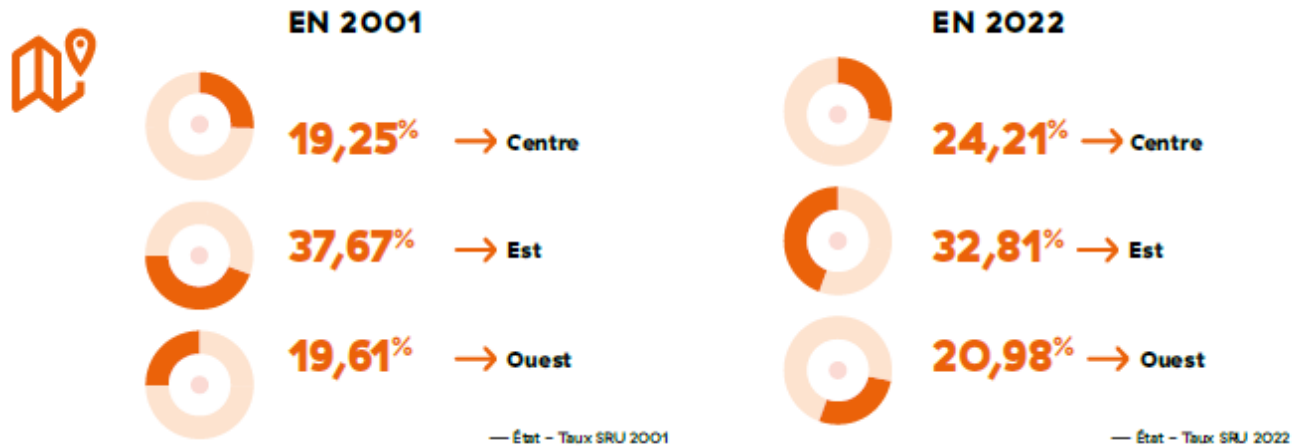 EN 2001
19,25% → Centre
37,67% → Est
19,61% → Ouest
— État – Taux SRU 2001
EN 2022
24,21% → Centre
32,81% → Est
20,98% → Ouest
— État – Taux SRU 2022